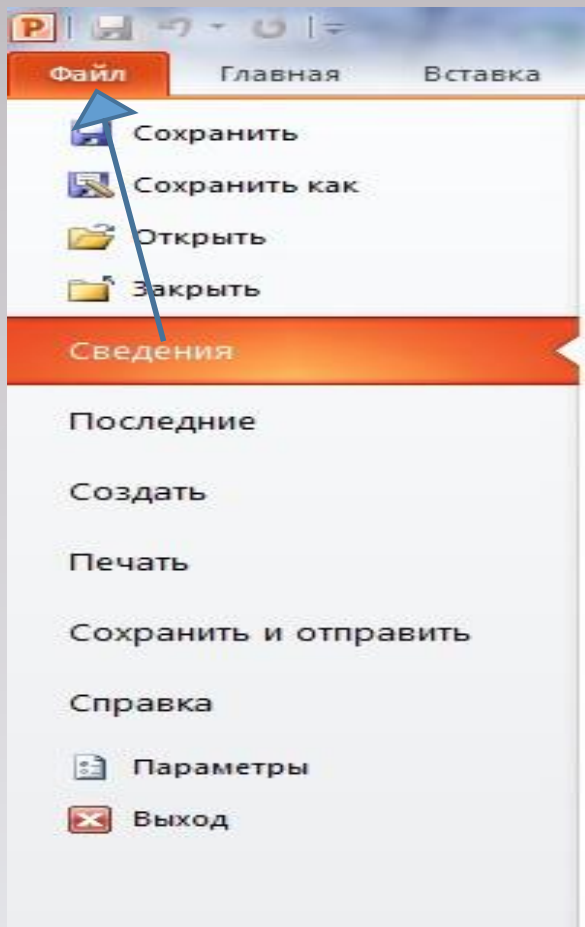 P
Файл Главная Вставка
Сохранить
Сохранить как
Открыть
Закрыть
Сведения
Последние
Создать
Печать
Сохранить и отправить
Справка
Параметры
Выход